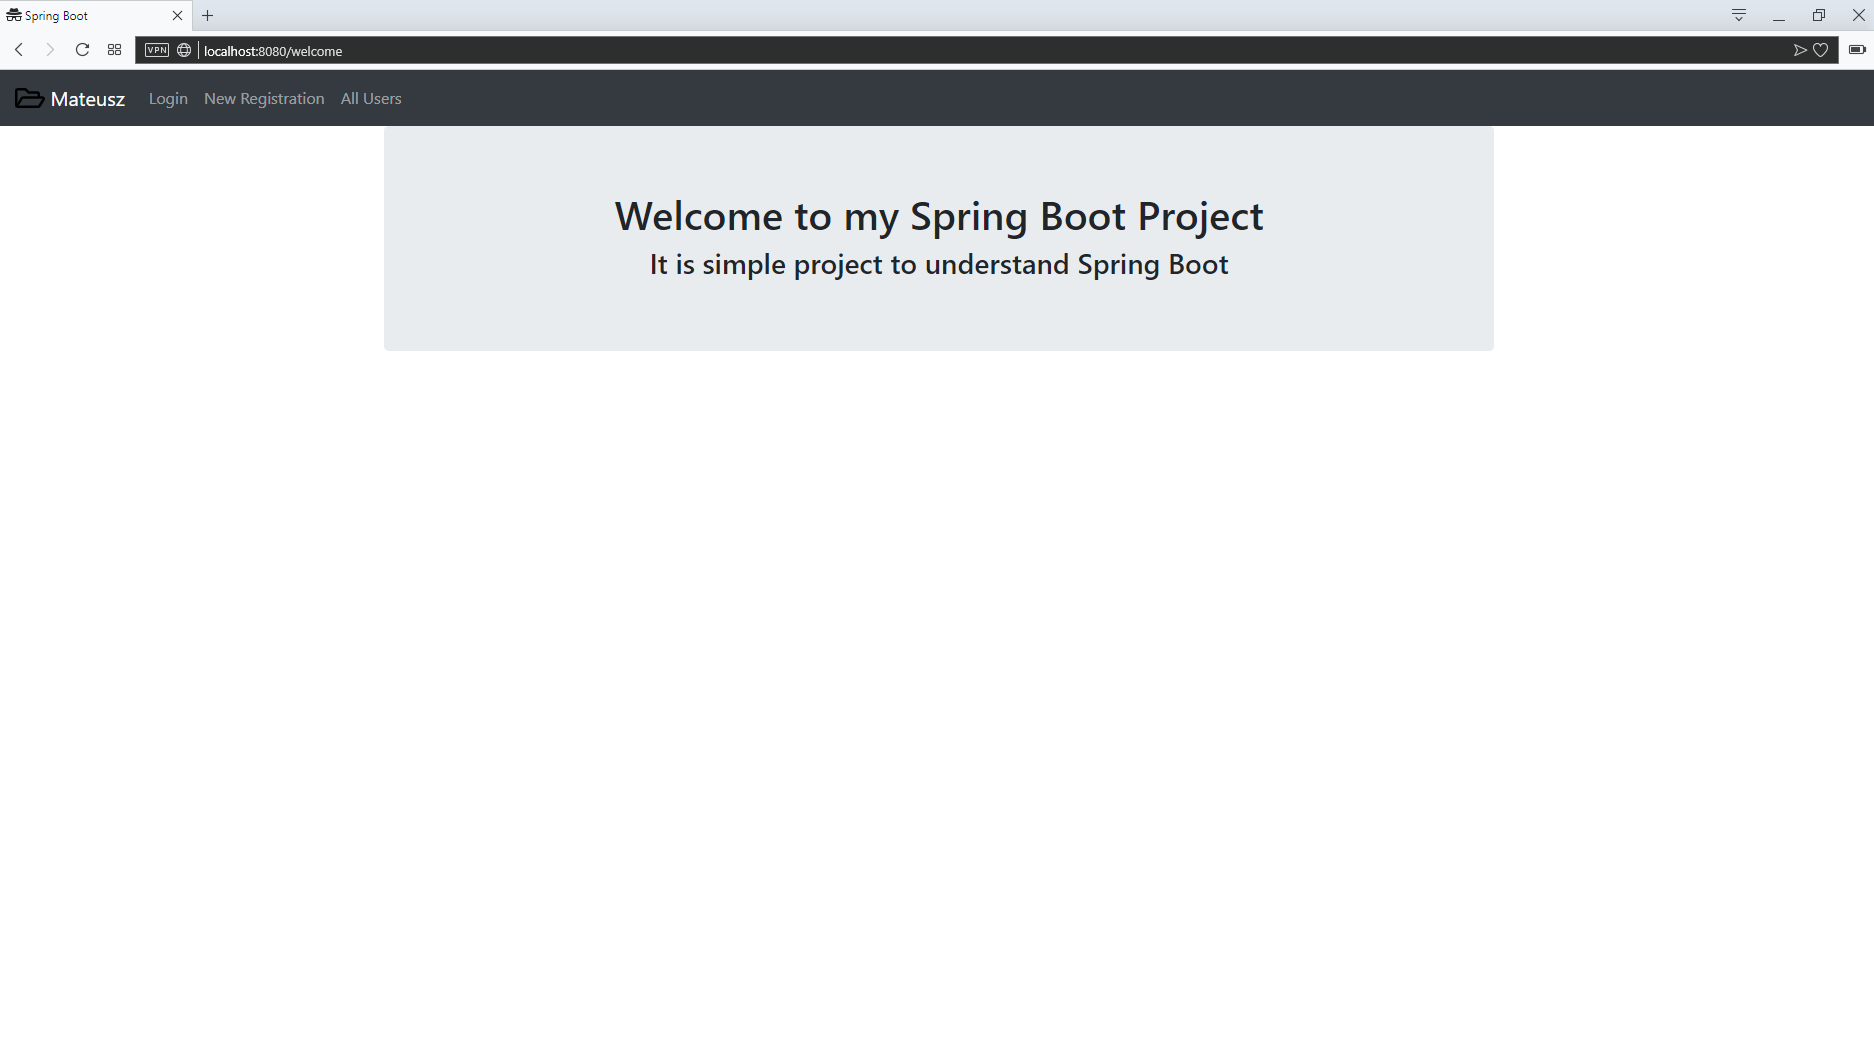 Spring Boot
VPN localhost:8080/welcome
Mateusz Login New Registration All Users
Welcome to my Spring Boot Project
It is simple project to understand Spring Boot